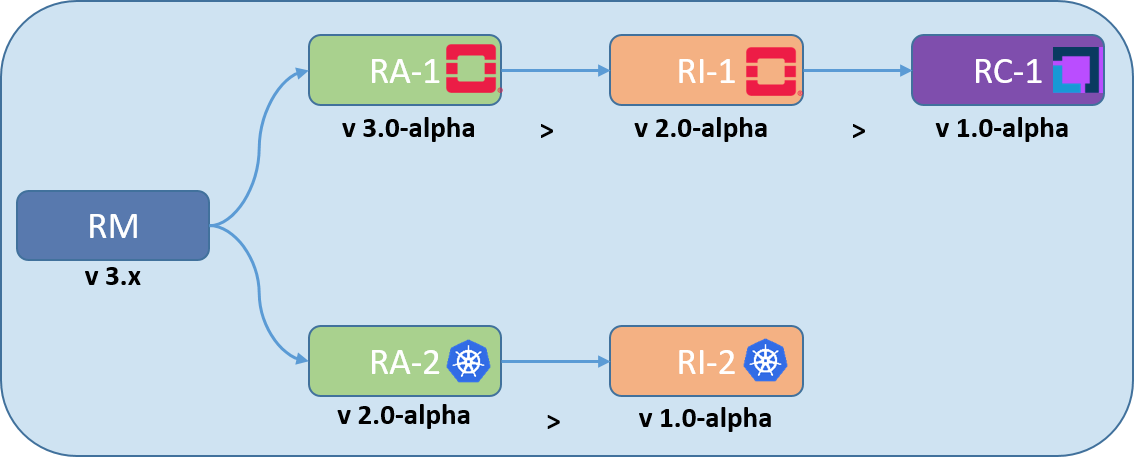 RA-1
RI-1
RC-1
v 3.0-alpha > v 2.0-alpha > v 1.0-alpha
RM
v 3.x
RA-2
RI-2
v 2.0-alpha > v 1.0-alpha